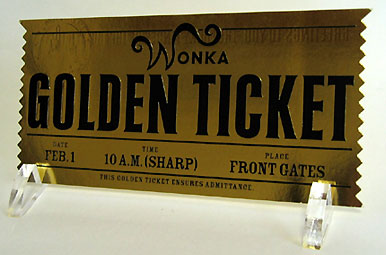 WONKA
GOLDEN TICKET
DATE TIME PLACE
FEB. 1 10 A.M. (SHARP) FRONT GATES
THIS GOLDEN TICKET ENSURES ADMITTANCE.